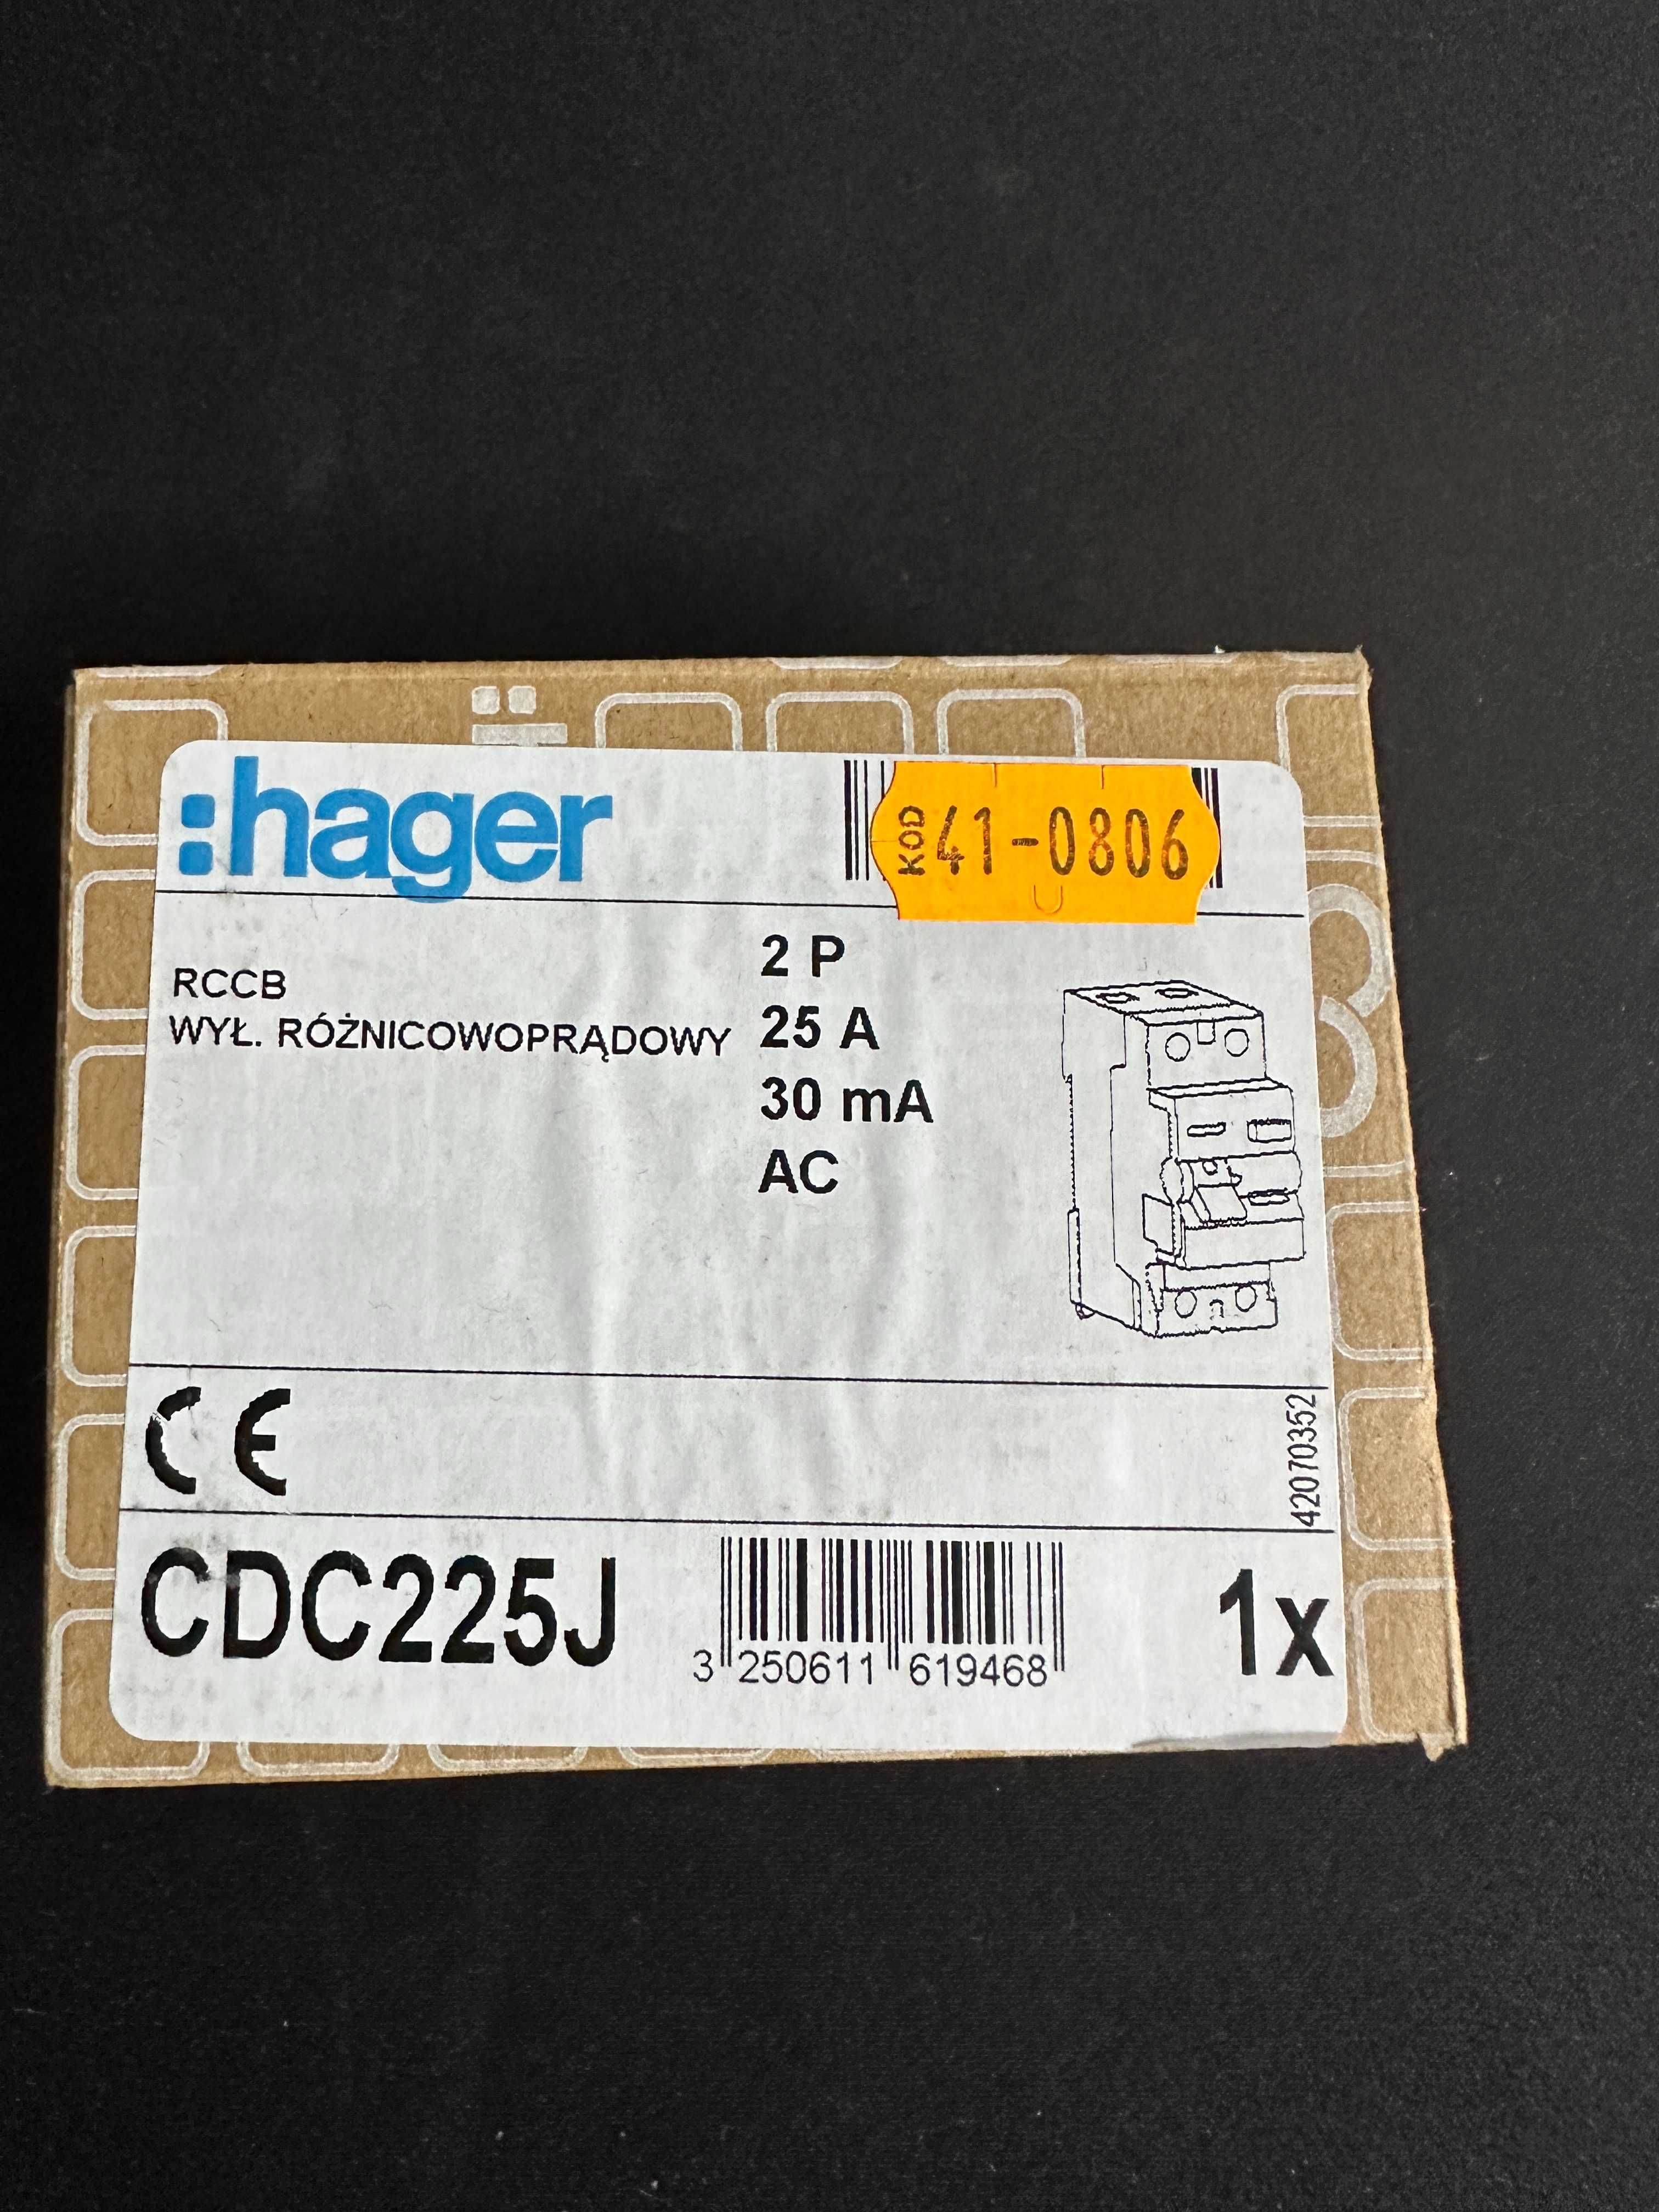 :hager
KOD 41-0806
RCCB
WYŁ. RÓŻNICOWOPRĄDOWY
2 P
25 A
30 mA
AC
CE
42070352
CDC225J
3 250611 619468
1x